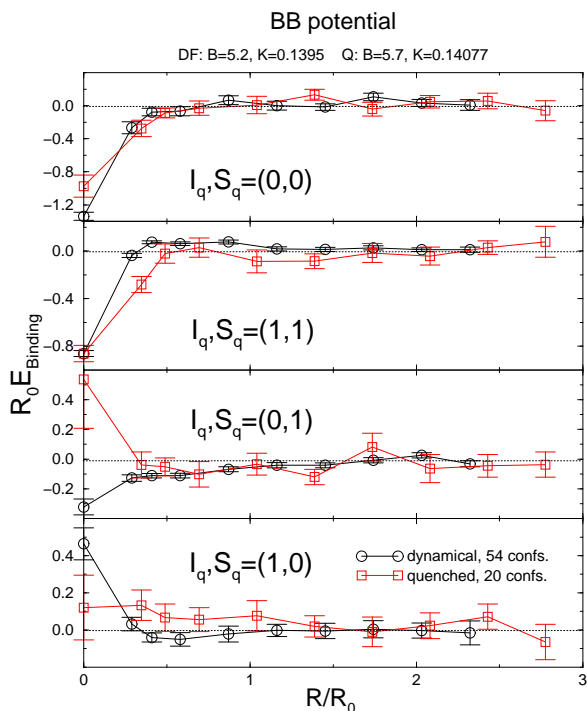 BB potential
DF: B=5.2, K=0.1395 Q: B=5.7, K=0.14077
0.0
−0.4
−0.8
−1.2
I_q,S_q=(0,0)
0.0
−0.4
−0.8
I_q,S_q=(1,1)
R_0E_Binding
0.4
0.2
0.0
−0.2
I_q,S_q=(0,1)
0.4
0.2
0.0
I_q,S_q=(1,0)
dynamical, 54 confs.
quenched, 20 confs.
0 1 2 3
R/R_0